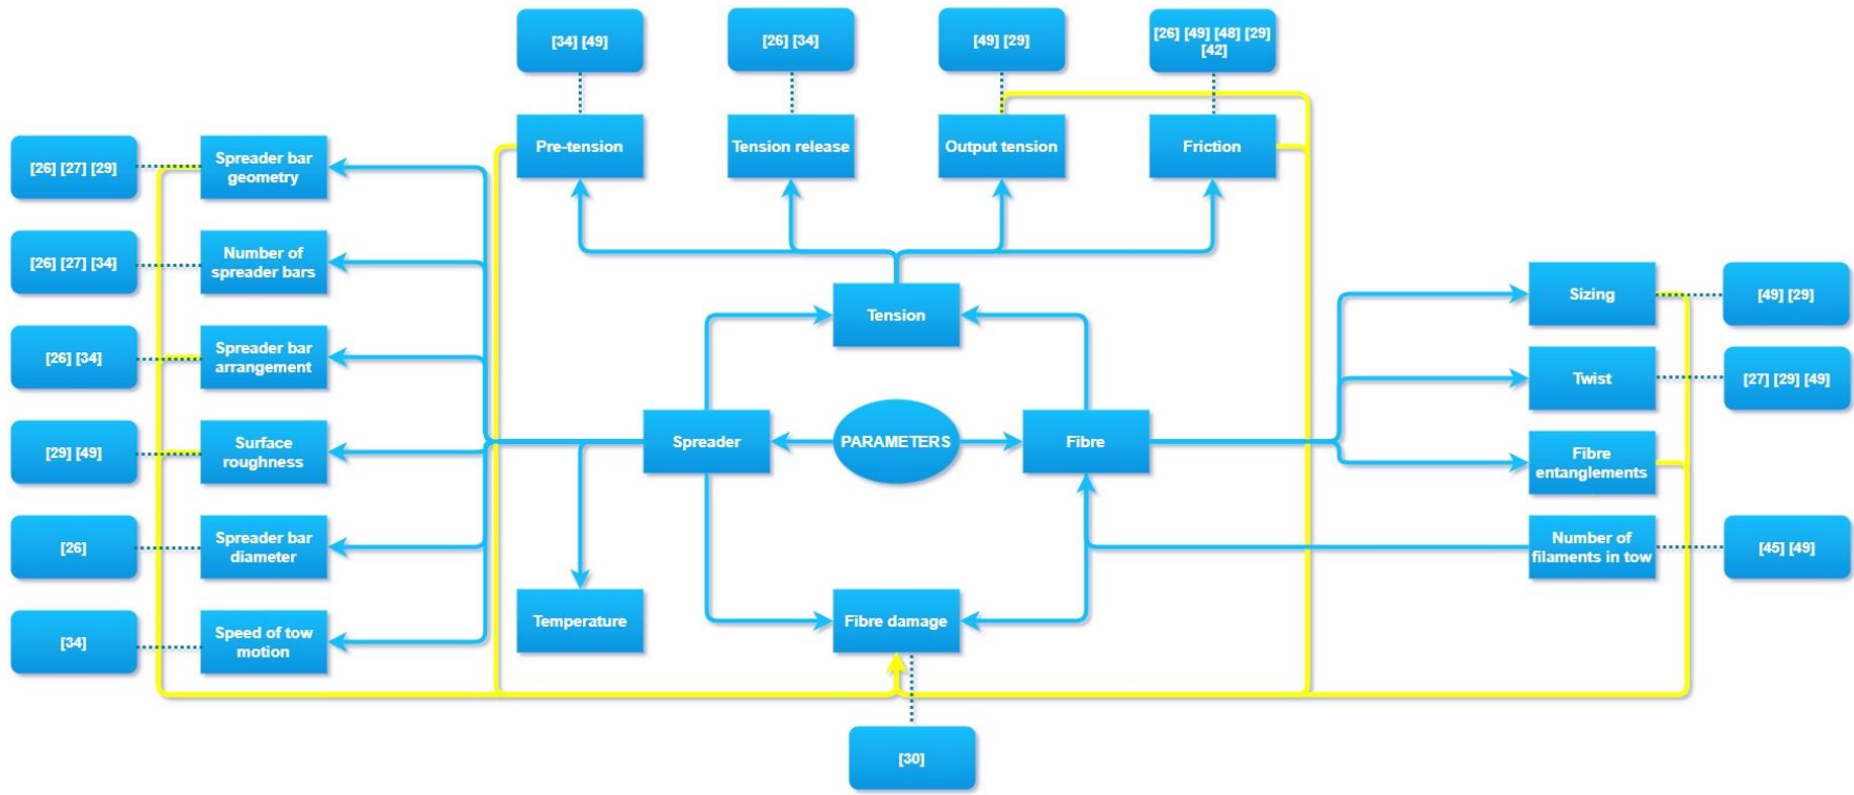 [34] [49]
[26] [34]
[49] [29]
[26] [49] [48] [29]
[42]
Pre-tension
Tension release
Output tension
Friction
[26] [27] [29]
Spreader bar
geometry
[26] [27] [34]
Number of
spreader bars
[26] [34]
Spreader bar
arrangement
[29] [49]
Surface
roughness
[26]
Spreader bar
diameter
[34]
Speed of tow
motion
Tension
Spreader
PARAMETERS
Fibre
Temperature
Fibre damage
[30]
Sizing
[49] [29]
Twist
[27] [29] [49]
Fibre
entanglements
Number of
filaments in tow
[45] [49]